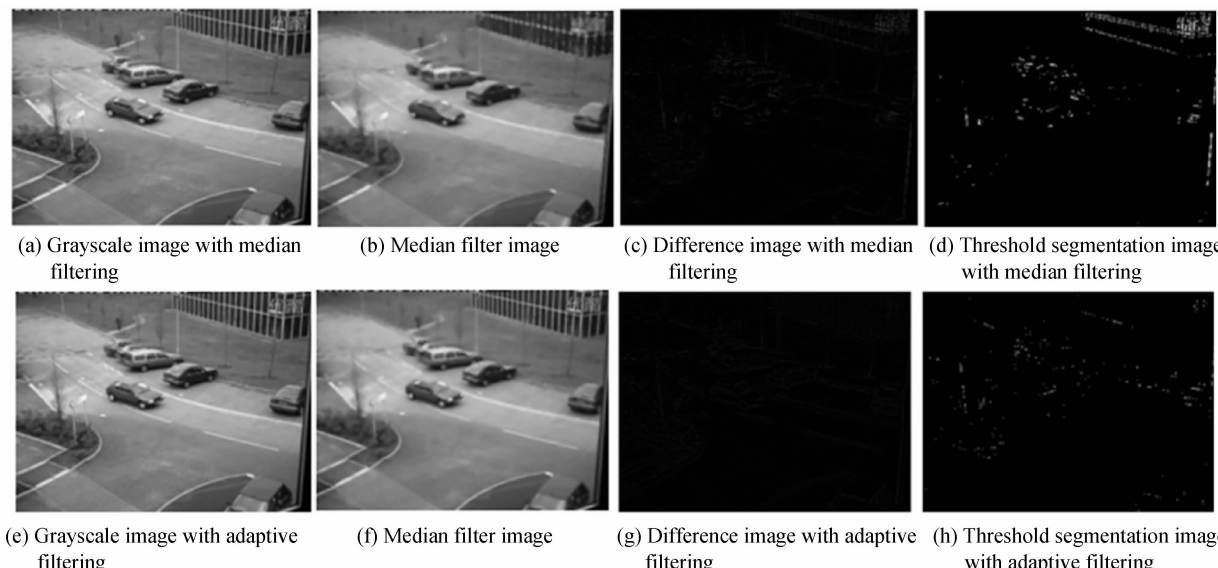 (a) Grayscale image with median
filtering
(b) Median filter image
(c) Difference image with median
filtering
(d) Threshold segmentation image
with median filtering
(e) Grayscale image with adaptive
filtering
(f) Median filter image
(g) Difference image with adaptive
filtering
(h) Threshold segmentation image
with adaptive filtering